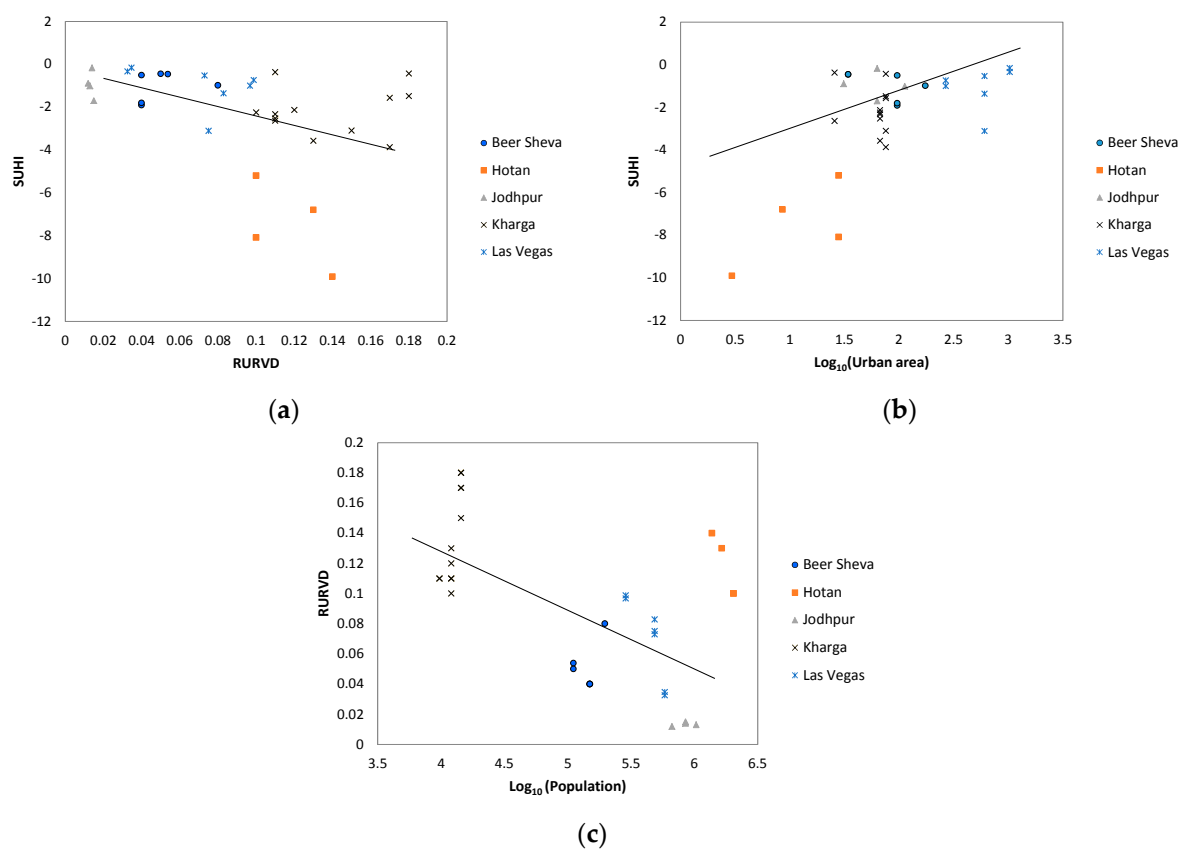 2
0
-2
-4
-6
-8
-10
-12
SUHI
0 0.02 0.04 0.06 0.08 0.1 0.12 0.14 0.16 0.18 0.2
RURVD
Beer Sheva
Hotan
Jodhpur
Kharga
Las Vegas
(a)
2
0
-2
-4
-6
-8
-10
-12
SUHI
0 0.5 1 1.5 2 2.5 3 3.5
Log₁₀(Urban area)
Beer Sheva
Hotan
Jodhpur
Kharga
Las Vegas
(b)
0.2
0.18
0.16
0.14
0.12
0.1
0.08
0.06
0.04
0.02
0
RURVD
3.5 4 4.5 5 5.5 6 6.5
Log₁₀ (Population)
Beer Sheva
Hotan
Jodhpur
Kharga
Las Vegas
(c)